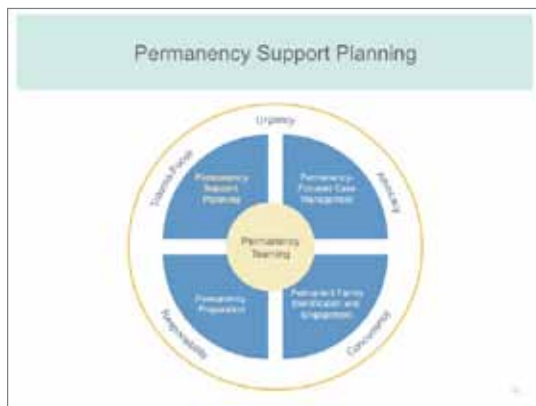 Permanency Support Planning
Urgency
Trauma-Focus
Advocacy
Permanency
Support
Planning
Permanency-
Focused Case
Management
Permanency
Teaming
Permanency
Preparation
Permanent Family
Identification and
Engagement
Responsibility
Concurrency